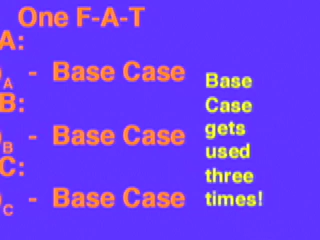 One F-A-T
A:
A - Base Case
B:
B - Base Case
C:
C - Base Case
Base
Case
gets
used
three
times!